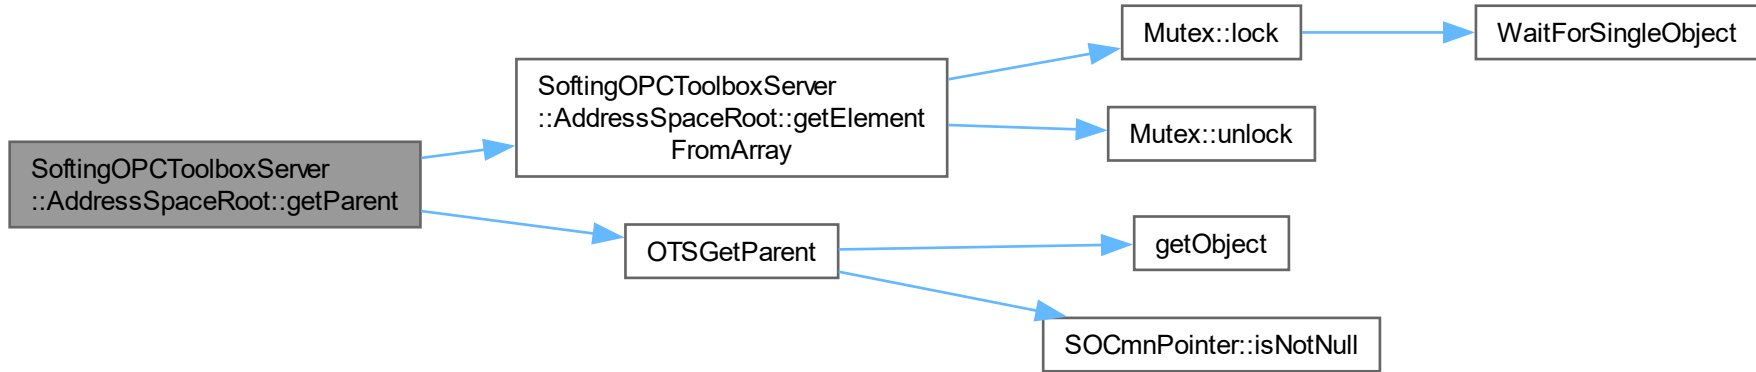 SoftingOPCToolboxServer
::AddressSpaceRoot::getParent
SoftingOPCToolboxServer
::AddressSpaceRoot::getElement
FromArray
Mutex::lock
WaitForSingleObject
Mutex::unlock
OTSGetParent
getObject
SOCmnPointer::isNotNull